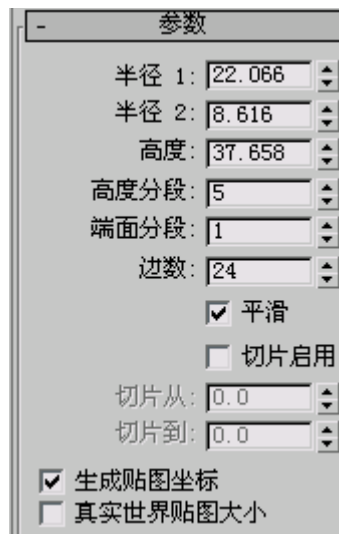 - 参数
半径 1: 22.066
半径 2: 8.616
高度: 37.658
高度分段: 5
端面分段: 1
边数: 24
平滑
切片启用
切片从: 0.0
切片到: 0.0
生成贴图坐标
真实世界贴图大小